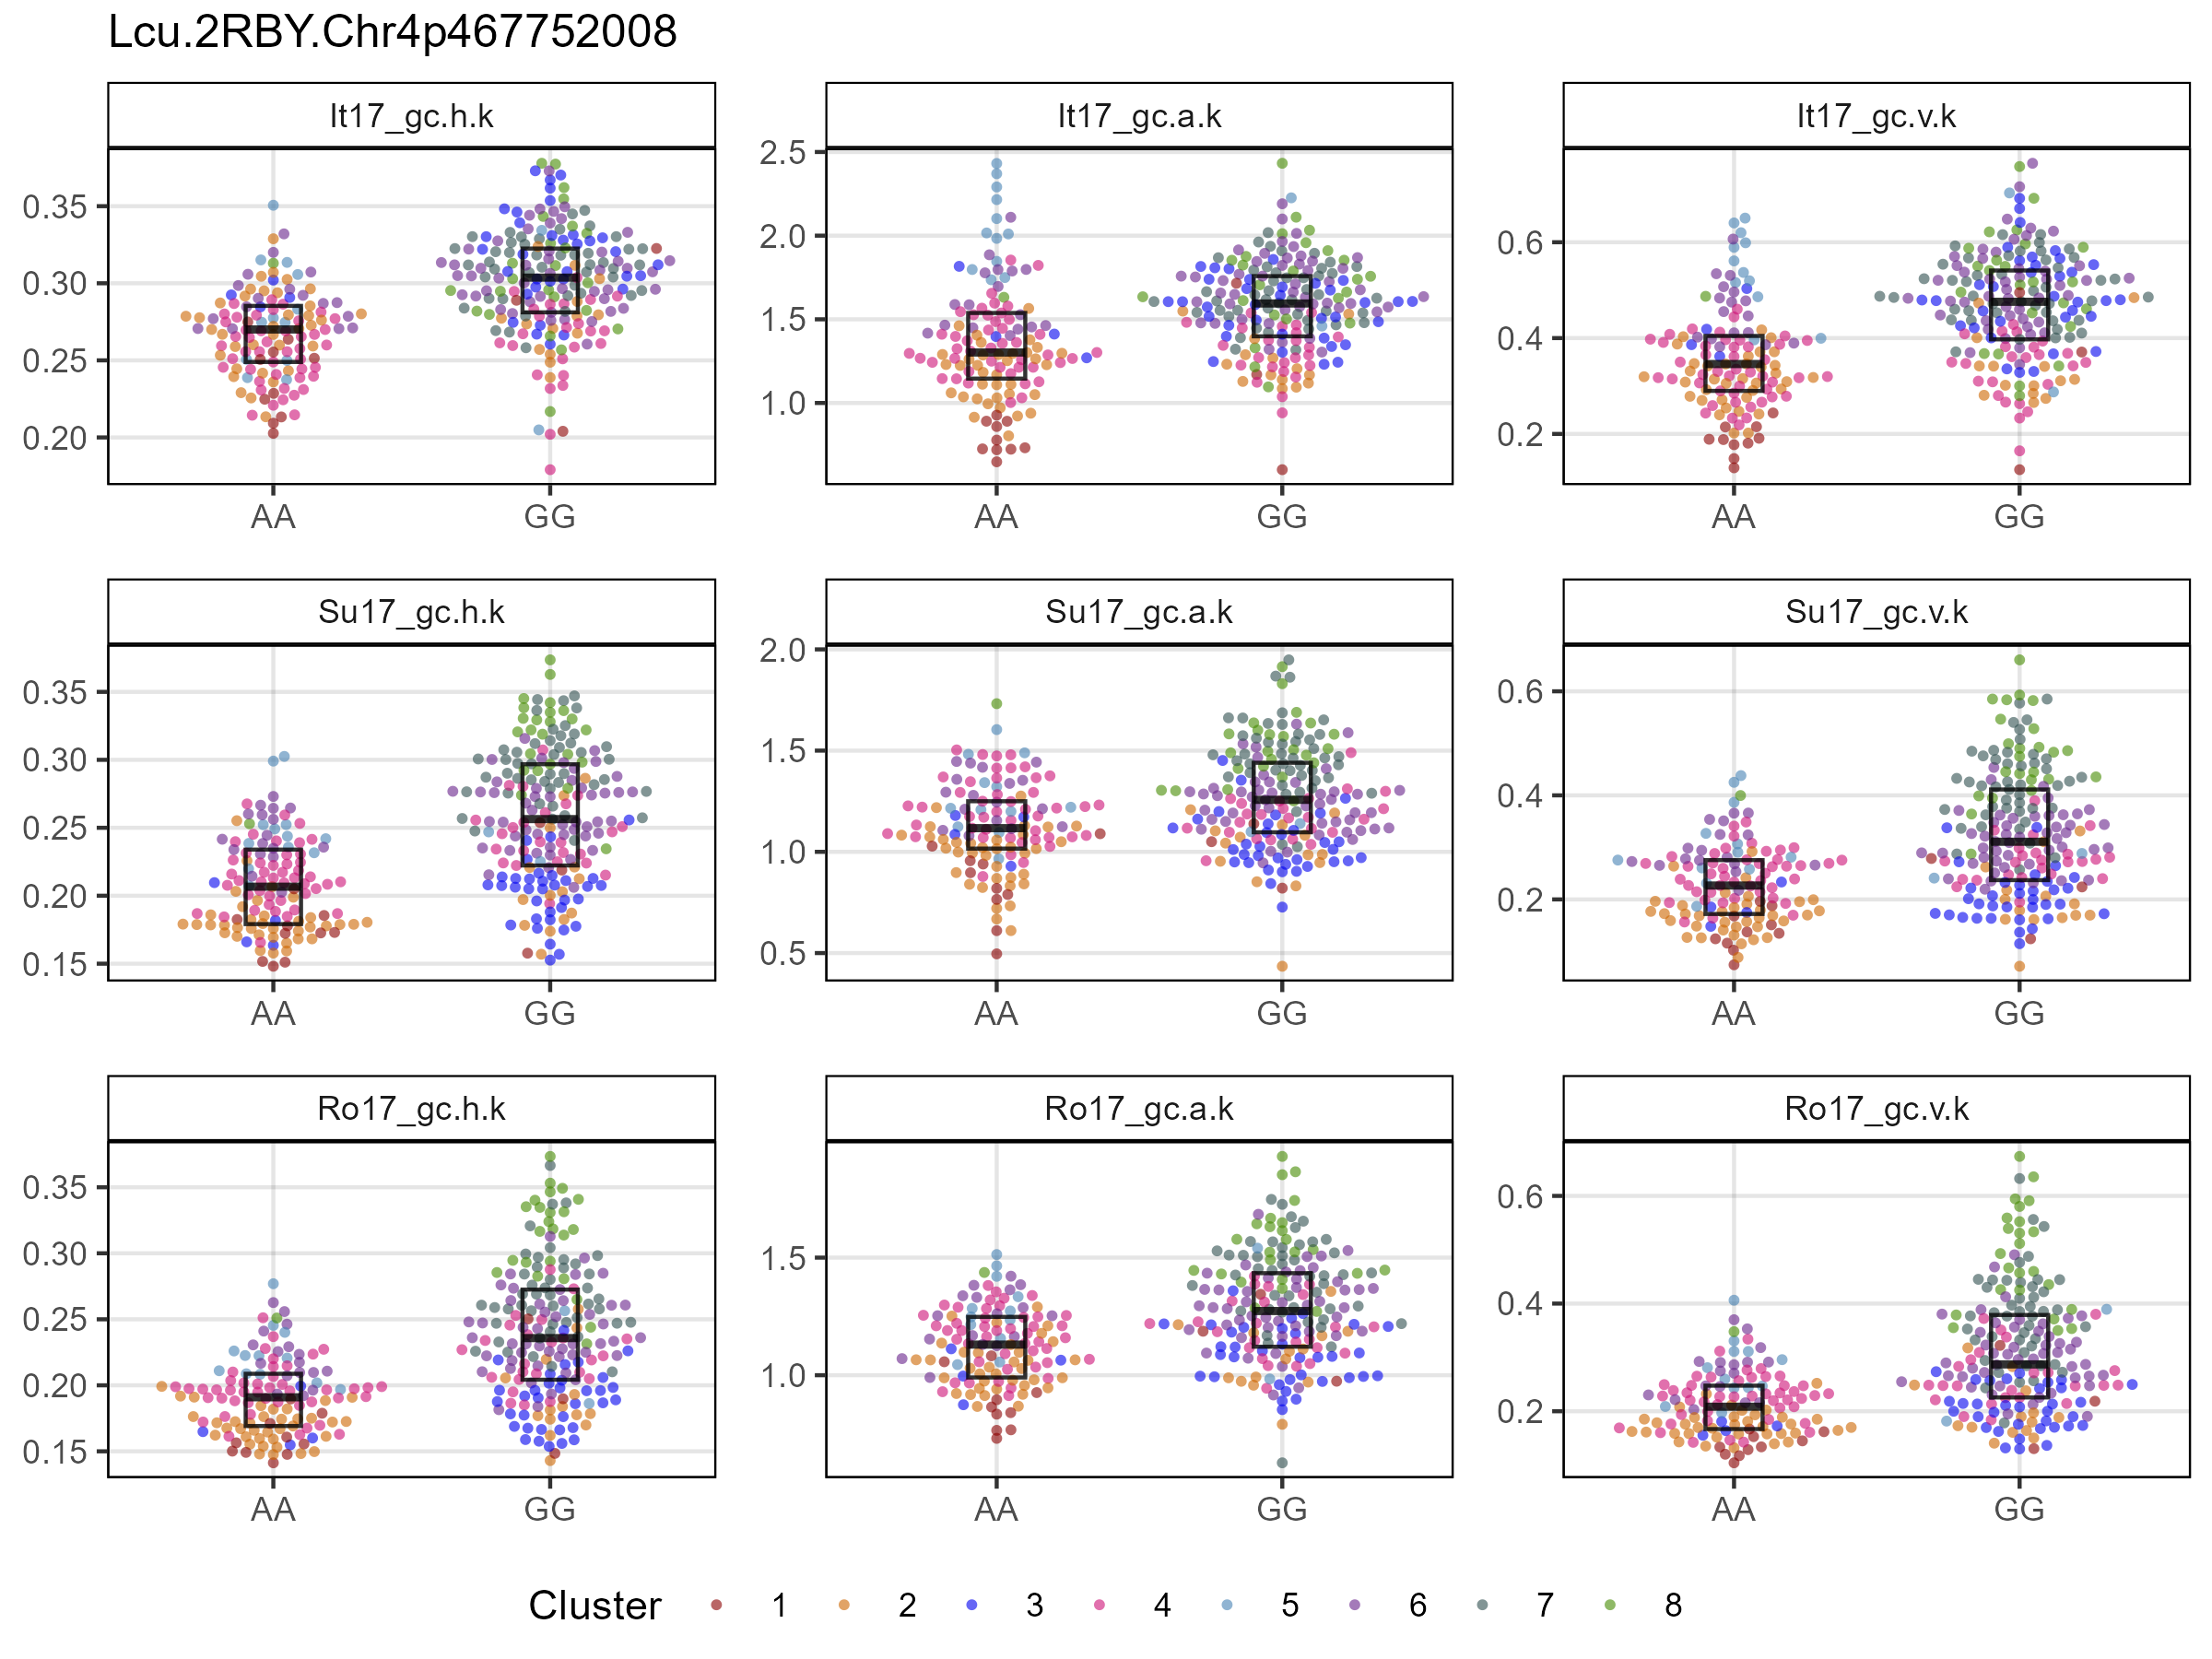 Lcu.2RBY.Chr4p467752008
It17_gc.h.k
It17_gc.a.k
It17_gc.v.k
0.35
0.30
0.25
0.20
2.5
2.0
1.5
1.0
0.6
0.4
0.2
AA GG
AA GG
AA GG
Su17_gc.h.k
Su17_gc.a.k
Su17_gc.v.k
0.35
0.30
0.25
0.20
0.15
2.0
1.5
1.0
0.5
0.6
0.4
0.2
AA GG
AA GG
AA GG
Ro17_gc.h.k
Ro17_gc.a.k
Ro17_gc.v.k
0.35
0.30
0.25
0.20
0.15
1.5
1.0
0.6
0.4
0.2
AA GG
AA GG
AA GG
Cluster 1 2 3 4 5 6 7 8